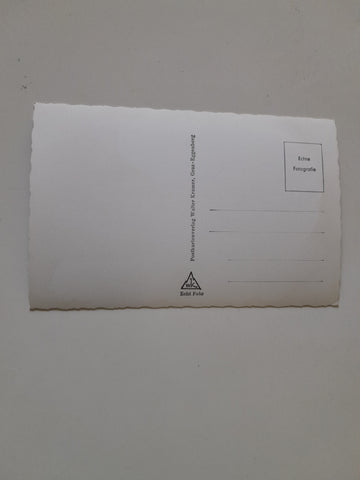 Postkartenverlag Walter Kramer, Graz-Eggenberg
Echte
Fotografie
Echt Foto